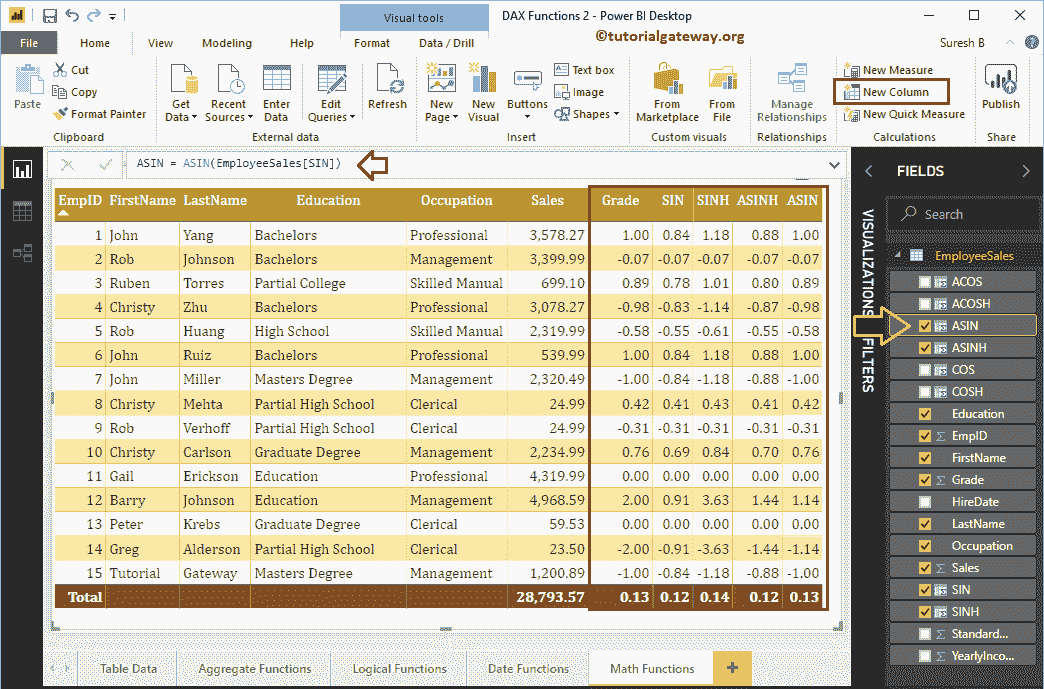 Visual tools
DAX Functions 2 - Power BI Desktop
©tutorialgateway.org
File Home View Modeling Help Format Data / Drill Suresh B
Paste
Cut
Copy
Format Painter
Clipboard
Get Data
Recent Sources
Enter Data
Edit Queries
Refresh
External data
New Page
New Visual
Buttons
Text box
Image
Shapes
Insert
From Marketplace
From File
Custom visuals
Manage Relationships
Relationships
New Measure
New Column
New Quick Measure
Calculations
Publish
Share
ASIN = ASIN(EmployeeSales[SIN])
EmpID FirstName LastName Education Occupation Sales Grade SIN SINH ASINH ASIN
1 John Yang Bachelors Professional 3,578.27 1.00 0.84 1.18 0.88 1.00
2 Rob Johnson Bachelors Management 3,399.99 -0.07 -0.07 -0.07 -0.07 -0.07
3 Ruben Torres Partial College Skilled Manual 699.10 0.89 0.78 1.01 0.80 0.89
4 Christy Zhu Bachelors Professional 3,078.27 -0.98 -0.83 -1.14 -0.87 -0.98
5 Rob Huang High School Skilled Manual 2,319.99 -0.58 -0.55 -0.61 -0.55 -0.58
6 John Ruiz Bachelors Professional 539.99 1.00 0.84 1.18 0.88 1.00
7 John Miller Masters Degree Management 2,320.49 -1.00 -0.84 -1.18 -0.88 -1.00
8 Christy Mehta Partial High School Clerical 24.99 0.42 0.41 0.43 0.41 0.42
9 Rob Verhoff Partial High School Clerical 24.99 -0.31 -0.31 -0.31 -0.31 -0.31
10 Christy Carlson Graduate Degree Management 2,234.99 0.76 0.69 0.84 0.70 0.76
11 Gail Erickson Education Professional 4,319.99 0.00 0.00 0.00 0.00 0.00
12 Barry Johnson Education Management 4,968.59 2.00 0.91 3.63 1.44 1.14
13 Peter Krebs Graduate Degree Clerical 59.53 0.00 0.00 0.00 0.00 0.00
14 Greg Alderson Partial High School Clerical 23.50 -2.00 -0.91 -3.63 -1.44 -1.14
15 Tutorial Gateway Masters Degree Management 1,200.89 -1.00 -0.84 -1.18 -0.88 -1.00
Total 28,793.57 0.13 0.12 0.14 0.12 0.13
VISUALIZATIONS
FILTERS
FIELDS
Search
EmployeeSales
ACOS
ACOSH
ASIN
ASINH
COS
COSH
Education
EmpID
FirstName
Grade
HireDate
LastName
Occupation
Sales
SIN
SINH
Standard...
YearlyInco...
Table Data
Aggregate Functions
Logical Functions
Date Functions
Math Functions
+